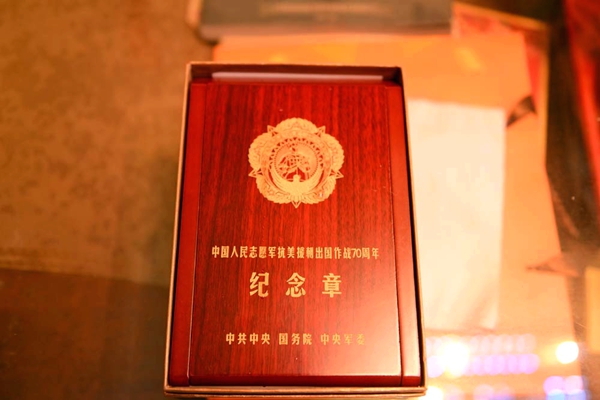 中国人民志愿军抗美援朝出国作战70周年
纪念章
中共中央 国务院 中央军委